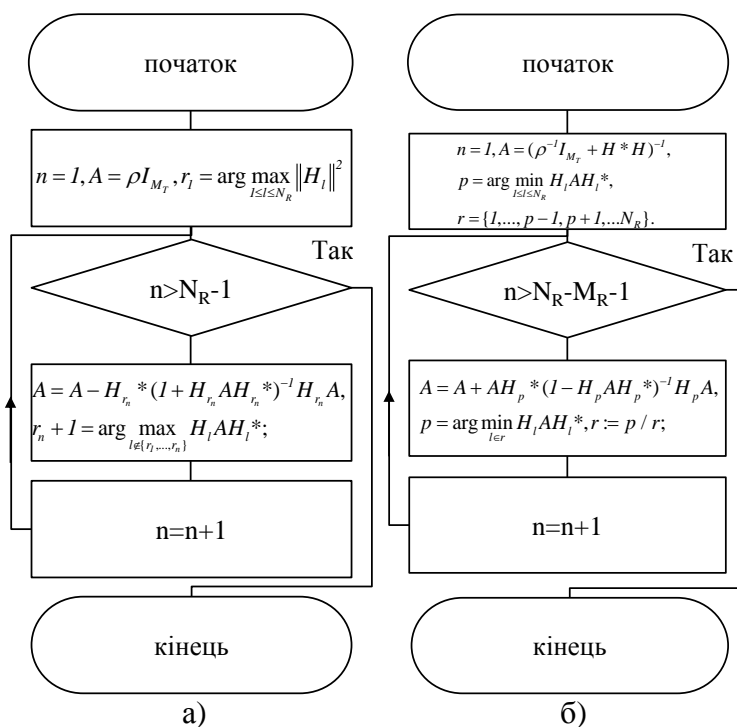 початок
n = 1, A = ρI_{M_T}, r_1 = arg max_{1≤l≤N_R} ‖H_l‖^2
Так
n>N_R-1
A = A − H_{r_n} * (1 + H_{r_n} A H_{r_n} *)^{-1} H_{r_n} A,
r_n + 1 = arg max_{l∉{r_1,...,r_n}} H_l A H_l *;
n=n+1
кінець
а)
початок
n = 1, A = (ρ^{-1} I_{M_T} + H * H)^{-1},
p = arg min_{1≤l≤N_R} H_l A H_l *,
r = {1,..., p − 1, p + 1,...N_R}.
Так
n>N_R-M_R-1
A = A + A H_p * (1 − H_p A H_p *)^{-1} H_p A,
p = arg min_{l∈r} H_l A H_l *, r := p / r;
n=n+1
кінець
б)